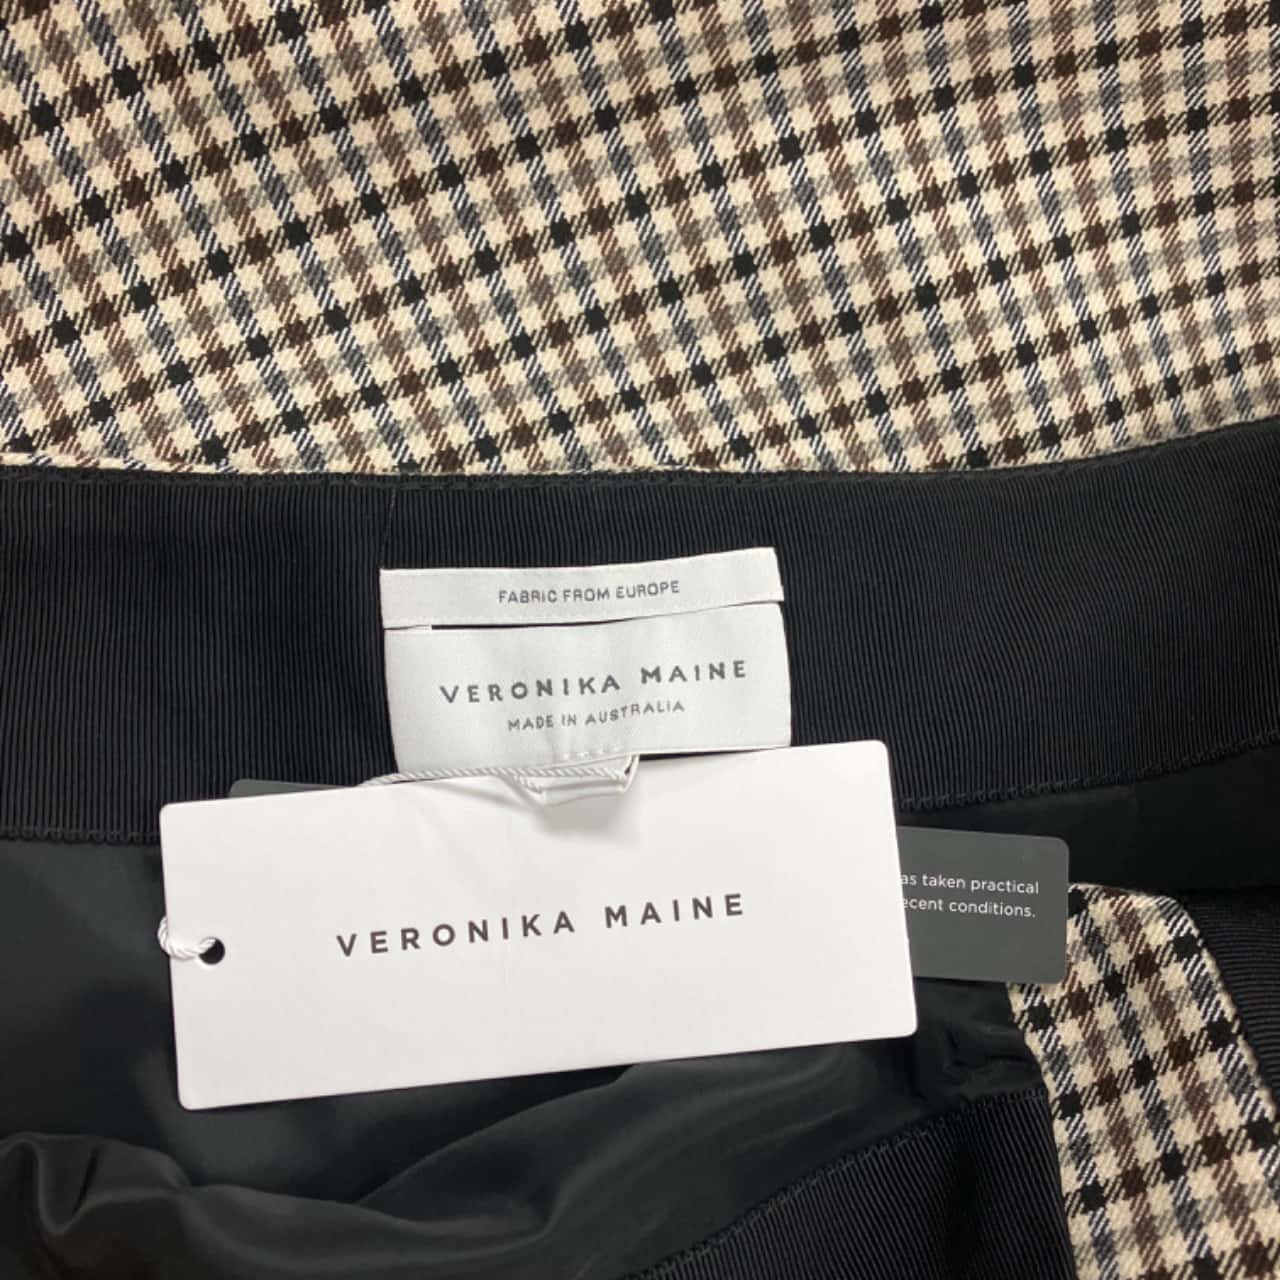 FABRIC FROM EUROPE
VERONIKA MAINE
MADE IN AUSTRALIA
VERONIKA MAINE
as taken practical
ecent conditions.